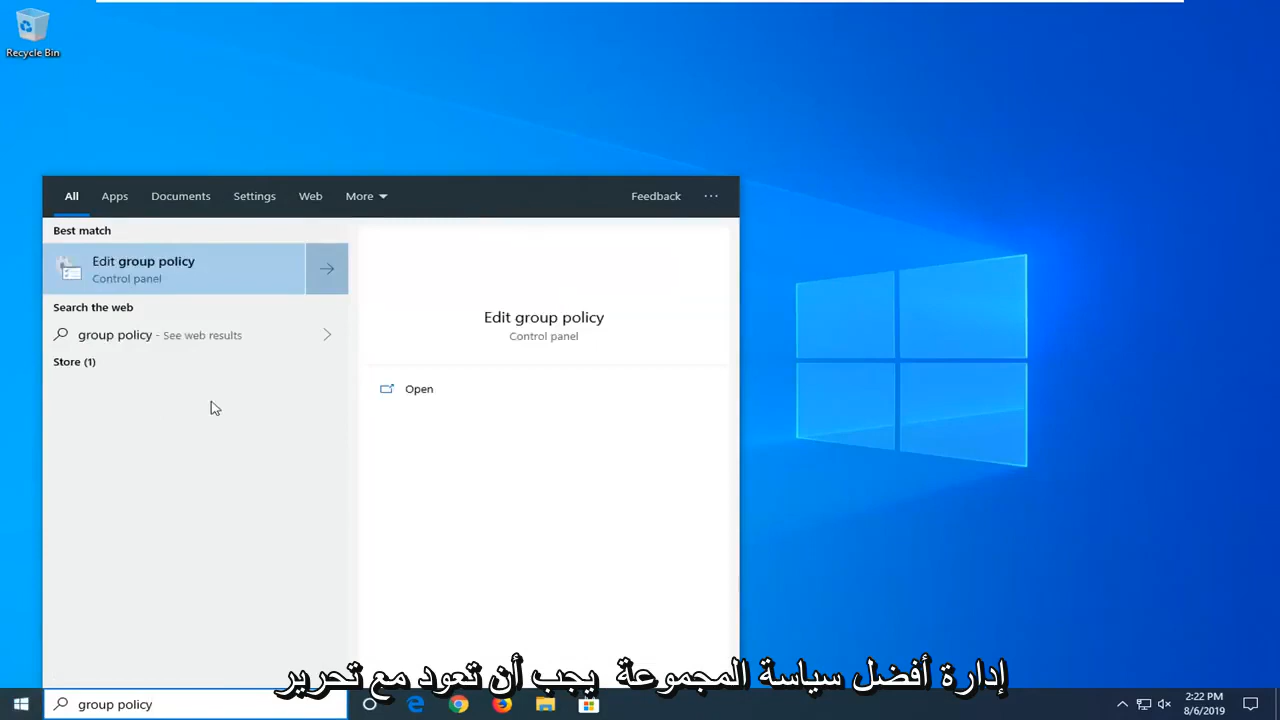 Recycle Bin
All Apps Documents Settings Web More Feedback ...
Best match
Edit group policy
Control panel
Search the web
group policy - See web results
Store (1)
Edit group policy
Control panel
Open
إدارة أفضل سياسة المجموعة يجب أن تعود مع تحرير
group policy
2:22 PM
8/6/2019